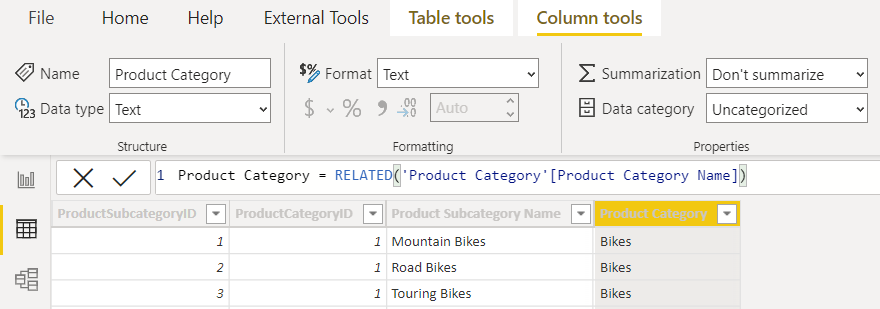 File Home Help External Tools Table tools Column tools
Name Product Category $% Format Text Summarization Don't summarize
123 Data type Text $ % , .00 →0 Auto Data category Uncategorized
Structure Formatting Properties
1 Product Category = RELATED('Product Category'[Product Category Name])
ProductSubcategoryID ProductCategoryID Product Subcategory Name Product Category
1 1 Mountain Bikes Bikes
2 1 Road Bikes Bikes
3 1 Touring Bikes Bikes